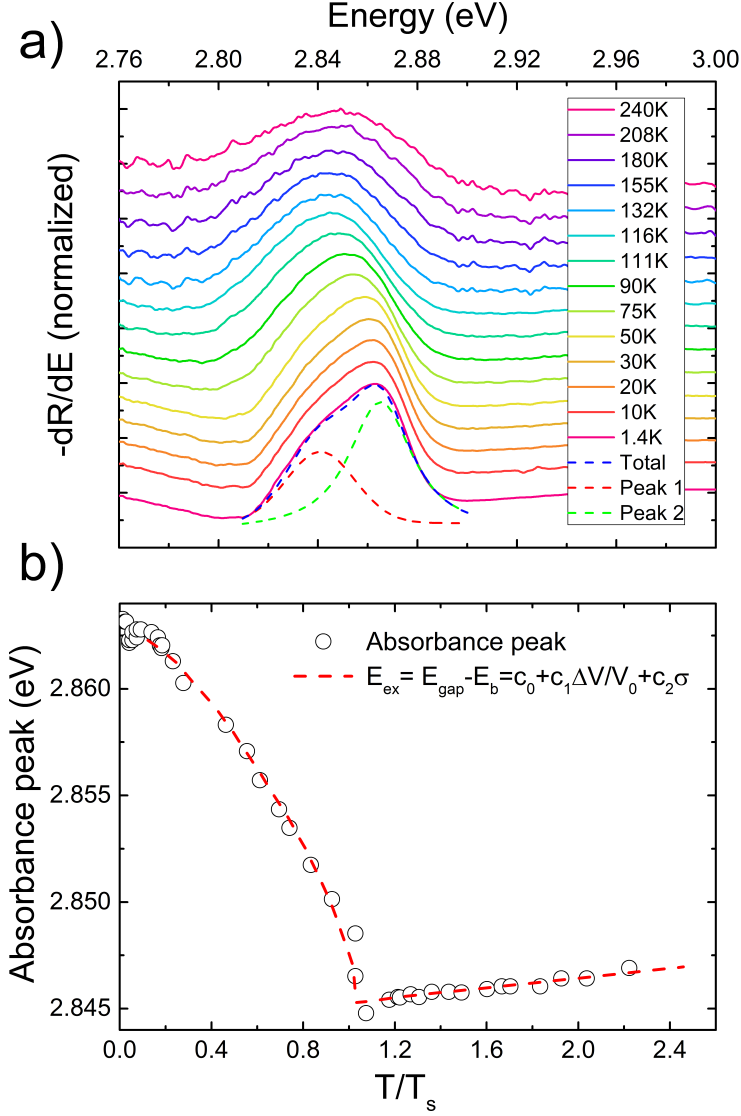 Energy (eV)
a)
2.76 2.80 2.84 2.88 2.92 2.96 3.00
-dR/dE (normalized)
240K
208K
180K
155K
132K
116K
111K
90K
75K
50K
30K
20K
10K
1.4K
Total
Peak 1
Peak 2
b)
Absorbance peak (eV)
Absorbance peak
E_ex= E_gap-E_b=c_0+c_1ΔV/V_0+c_2σ
2.860
2.855
2.850
2.845
0.0 0.4 0.8 1.2 1.6 2.0 2.4
T/T_s